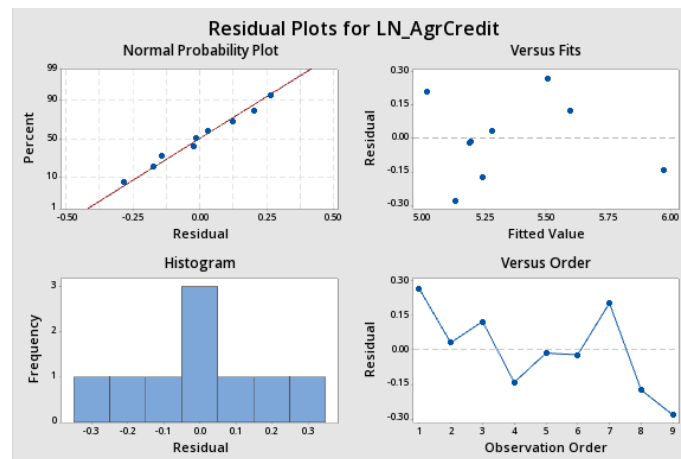 Residual Plots for LN_AgrCredit
Normal Probability Plot
Percent
99
90
50
10
1
-0.50 -0.25 0.00 0.25 0.50
Residual
Versus Fits
Residual
0.30
0.15
0.00
-0.15
-0.30
5.00 5.25 5.50 5.75 6.00
Fitted Value
Histogram
Frequency
3
2
1
0
-0.3 -0.2 -0.1 0.0 0.1 0.2 0.3
Residual
Versus Order
Residual
0.30
0.15
0.00
-0.15
-0.30
1 2 3 4 5 6 7 8 9
Observation Order